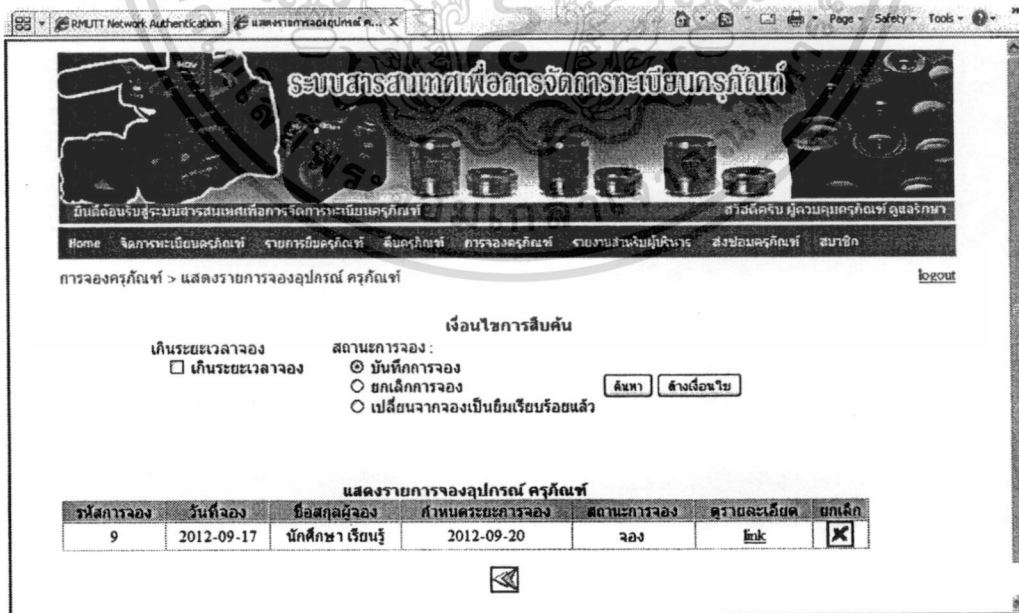 RMUTT Network Authentication แสดงรายการจองอุปกรณ์ ค... X Page Safety Tools
ระบบสารสนเทศเพื่อการจัดการทะเบียนครุภัณฑ์
ยินดีต้อนรับสู่ระบบสารสนเทศเพื่อการจัดการทะเบียนครุภัณฑ์ สวัสดีครับ ผู้ควบคุมครุภัณฑ์ ดูแลรักษา
Home จัดการทะเบียนครุภัณฑ์ รายการยืมครุภัณฑ์ คืนครุภัณฑ์ การจองครุภัณฑ์ รายงานสำหรับผู้บริหาร ส่งซ่อมครุภัณฑ์ สมาชิก
การจองครุภัณฑ์ > แสดงรายการจองอุปกรณ์ ครุภัณฑ์ logout
เงื่อนไขการสืบค้น
เกินระยะเวลาจอง สถานะการจอง :
เกินระยะเวลาจอง บันทึกการจอง
ยกเลิกการจอง ค้นหา ล้างเงื่อนไข
เปลี่ยนจากจองเป็นยืมเรียบร้อยแล้ว
แสดงรายการจองอุปกรณ์ ครุภัณฑ์
รหัสการจอง วันที่จอง ชื่อสกุลผู้จอง กำหนดระยะการจอง สถานะการจอง ดูรายละเอียด ยกเลิก
9 2012-09-17 นักศึกษา เรียนรู้ 2012-09-20 จอง link